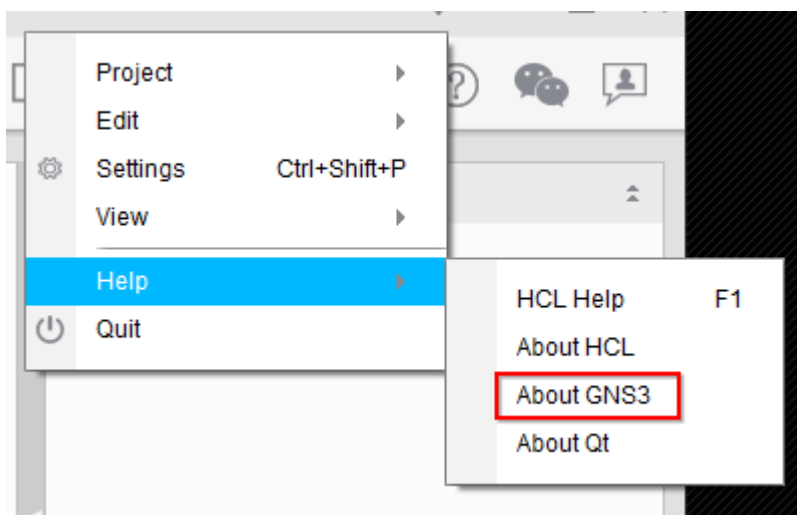 Project
Edit
Settings Ctrl+Shift+P
View
Help
Quit
HCL Help F1
About HCL
About GNS3
About Qt